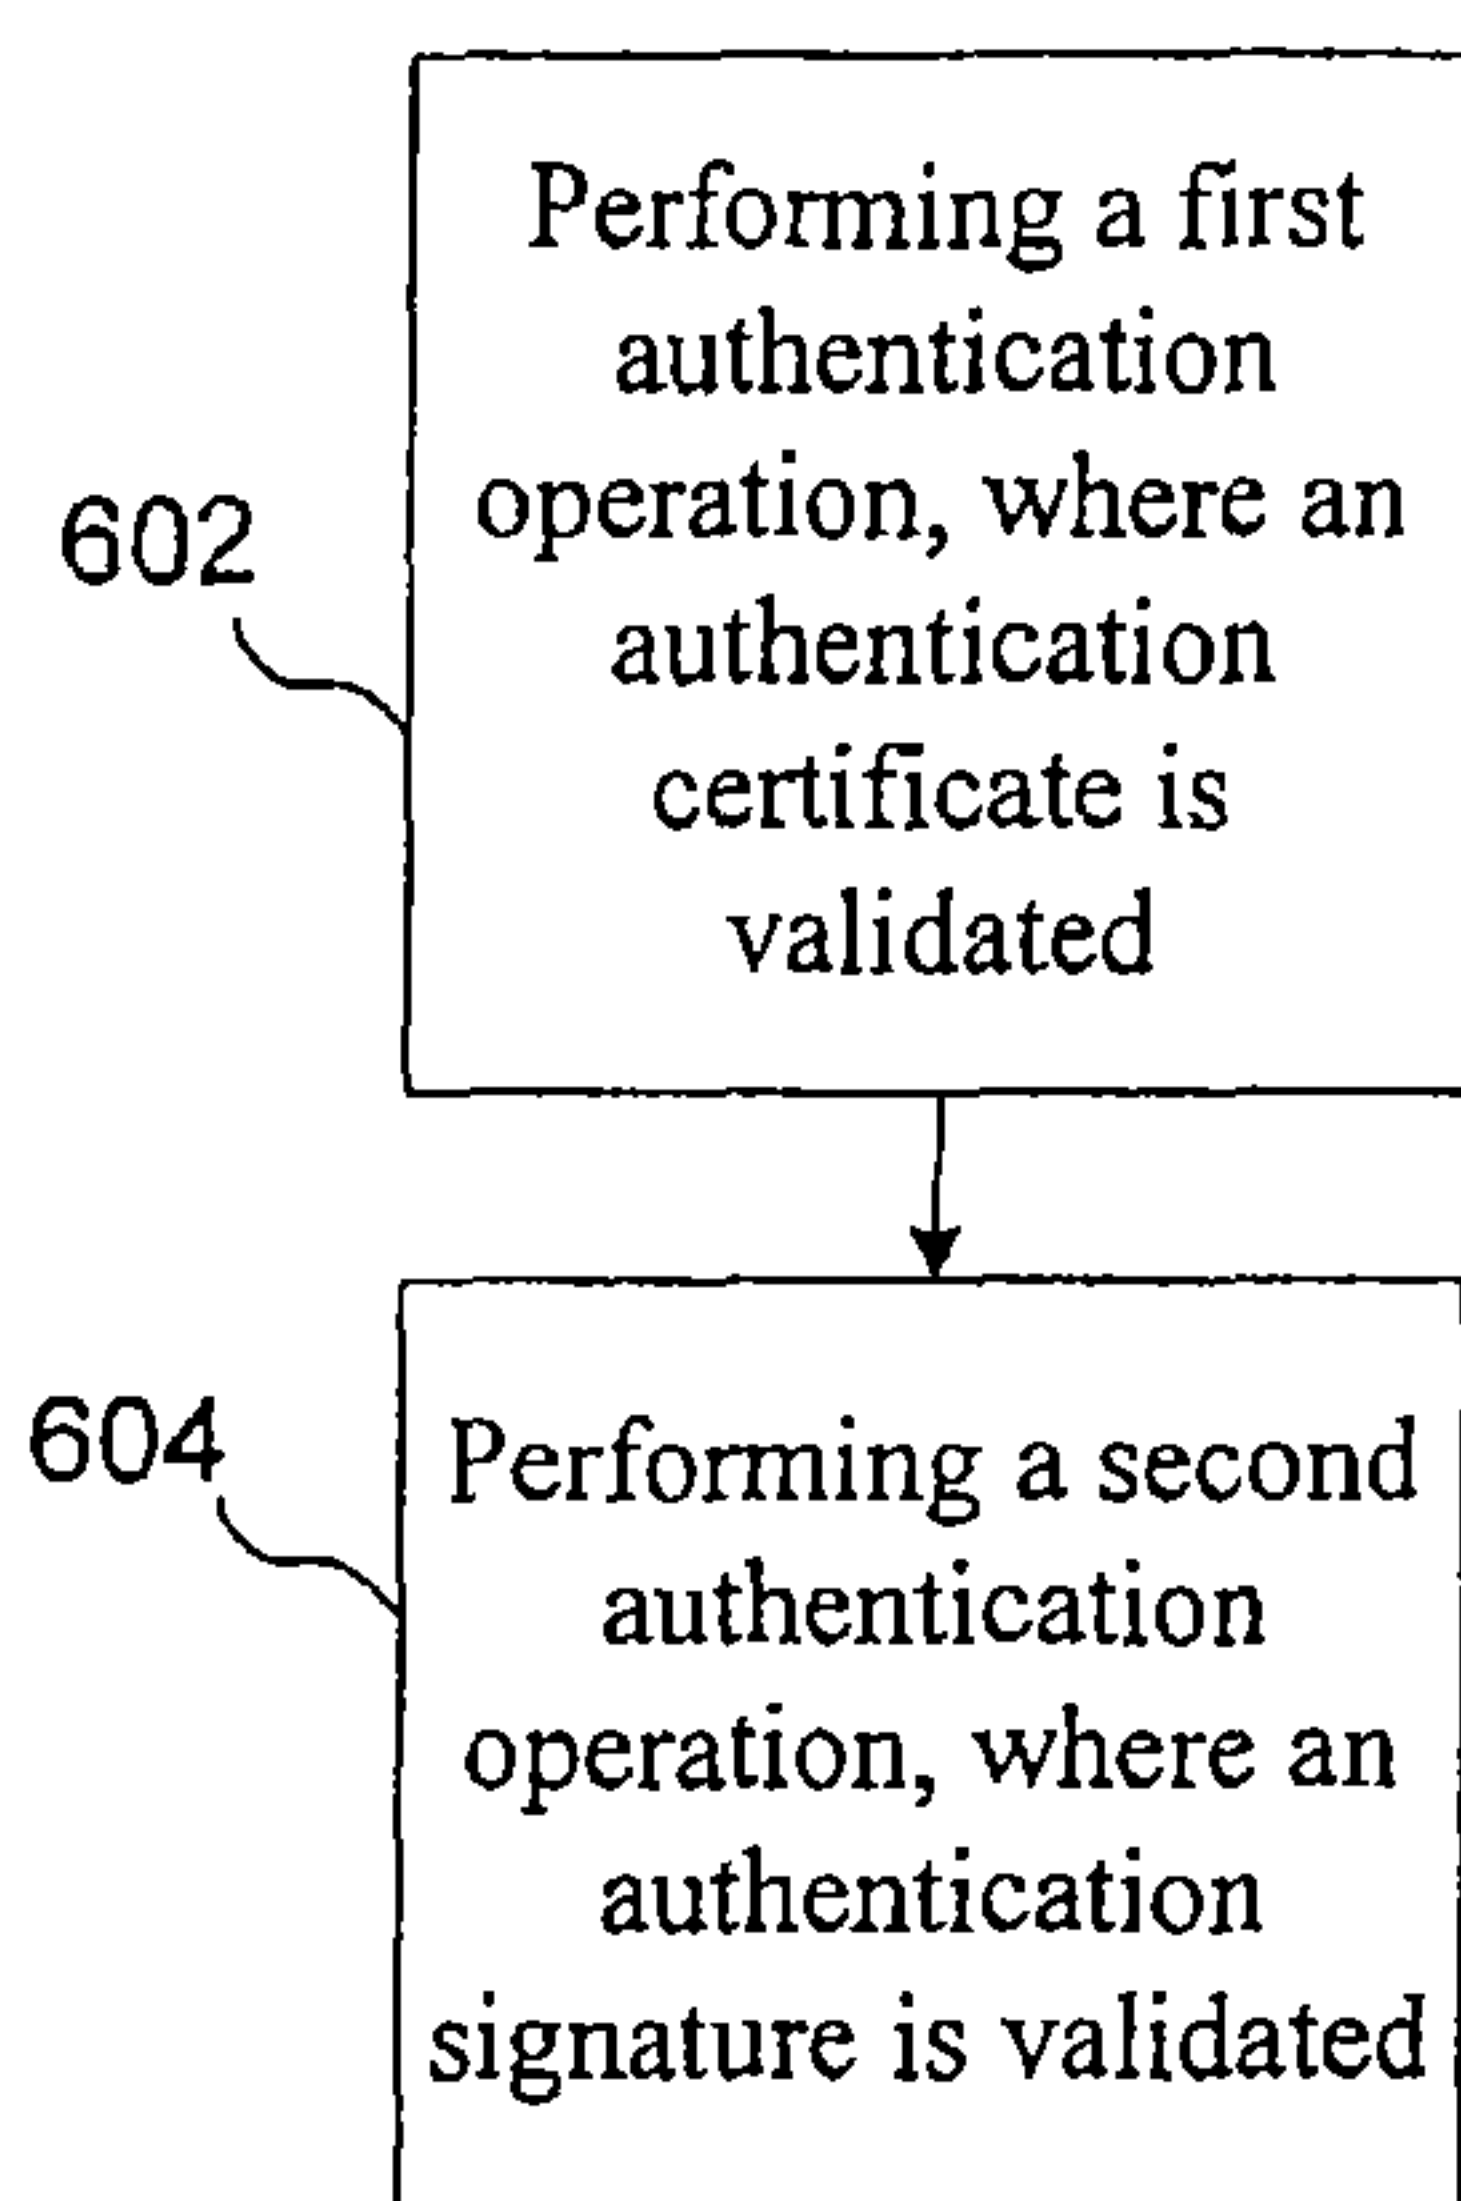 Performing a first
authentication
operation, where an
authentication
certificate is
validated
602
604
Performing a second
authentication
operation, where an
authentication
signature is validated